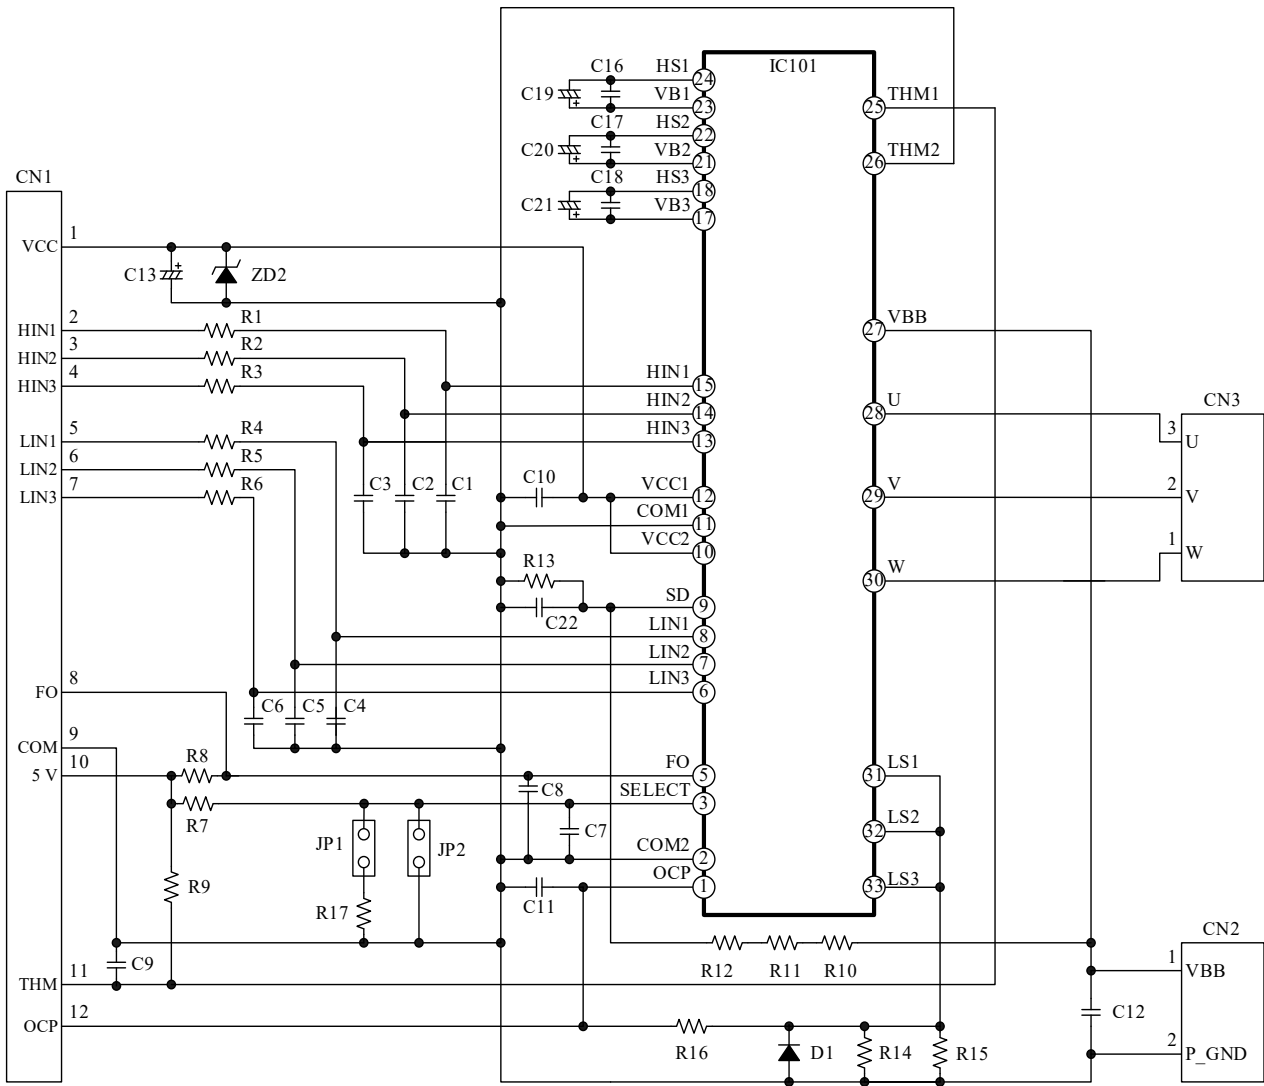 IC101
C16
HS1
24
C19
VB1
23
25
THM1
C17
HS2
22
C20
VB2
21
26
THM2
C18
HS3
18
C21
VB3
17
CN1
VCC
1
C13
ZD2
HIN1
2
R1
27
VBB
HIN2
3
R2
HIN3
4
R3
HIN1
15
HIN2
14
28
U
CN3
HIN3
13
3
U
LIN1
5
R4
LIN2
6
R5
LIN3
7
R6
C3
C2
C1
C10
VCC1
12
29
V
2
V
COM1
11
VCC2
10
1
W
R13
30
W
SD
9
C22
LIN1
8
LIN2
7
LIN3
6
FO
8
C6
C5
C4
COM
9
5 V
10
R8
FO
5
31
LS1
C8
SELECT
3
R7
JP1
JP2
C7
32
LS2
COM2
2
OCP
1
33
LS3
R9
C11
R17
CN2
C9
R12
R11
R10
1
VBB
THM
11
C12
OCP
12
R16
D1
R14
R15
2
P_GND